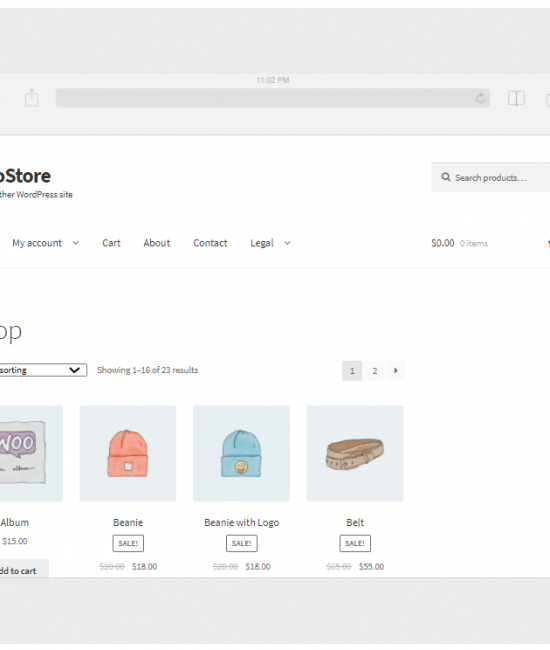 11:02 PM
oStore
ther WordPress site
Search products…
My account Cart About Contact Legal $0.00 0 items
op
sorting Showing 1–16 of 23 results 1 2
WOO
album
Album Beanie Beanie with Logo Belt
SALE! SALE! SALE!
$15.00
$20.00 $18.00 $20.00 $18.00 $65.00 $55.00
dd to cart